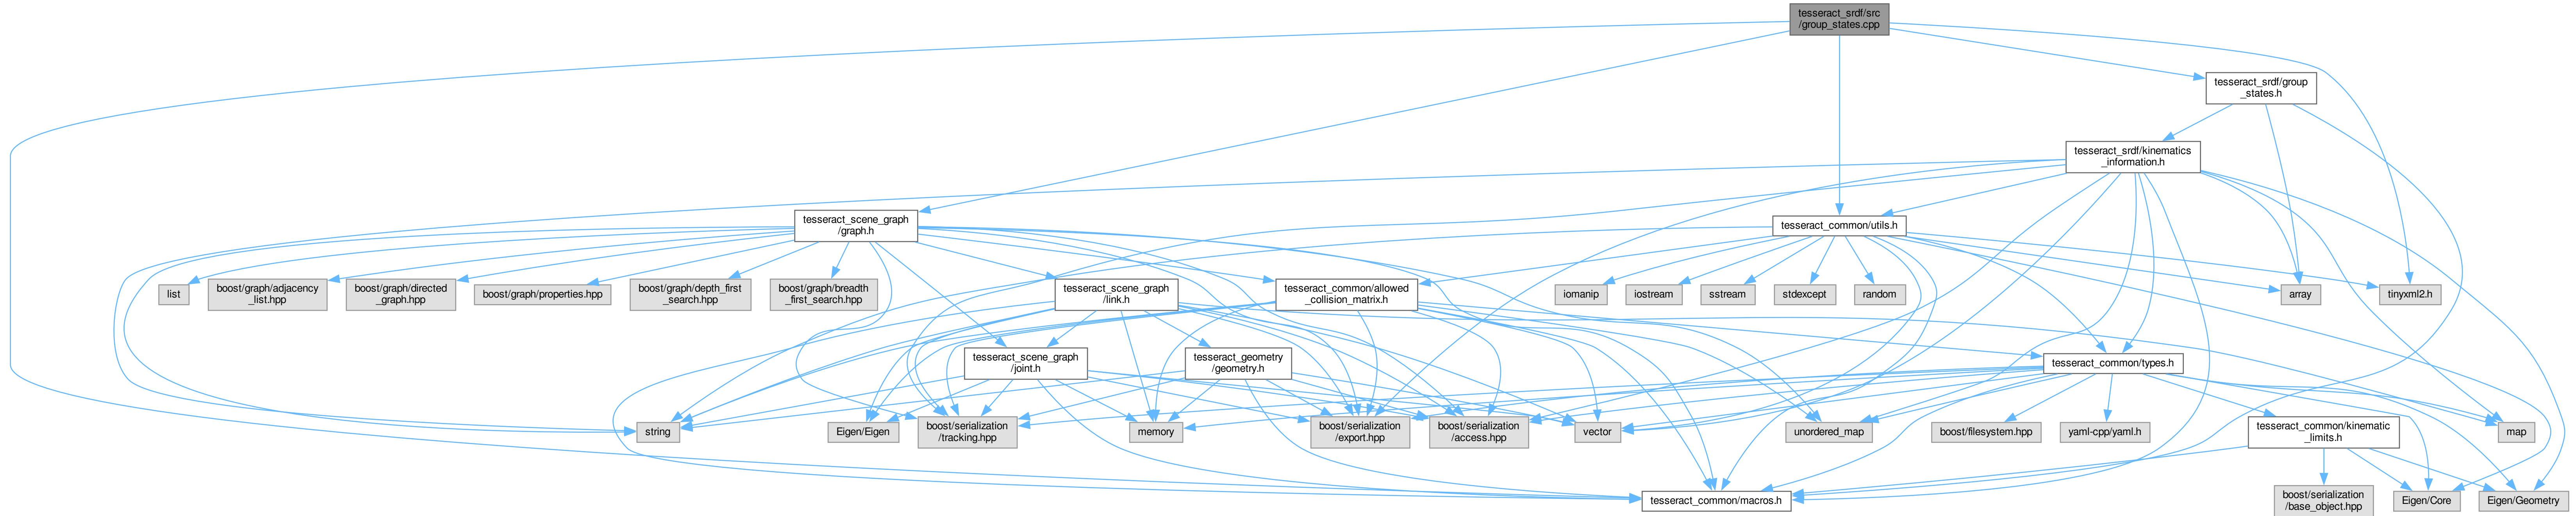 tesseract_srdf/src
/group_states.cpp
tesseract_srdf/group
_states.h
tesseract_srdf/kinematics
_information.h
tesseract_scene_graph
/graph.h
tesseract_common/utils.h
list
boost/graph/adjacency
_list.hpp
boost/graph/directed
_graph.hpp
boost/graph/properties.hpp
boost/graph/depth_first
_search.hpp
boost/graph/breadth
_first_search.hpp
tesseract_scene_graph
/link.h
tesseract_common/allowed
_collision_matrix.h
iomanip
iostream
sstream
stdexcept
random
array
tinyxml2.h
tesseract_scene_graph
/joint.h
tesseract_geometry
/geometry.h
tesseract_common/types.h
string
Eigen/Eigen
boost/serialization
/tracking.hpp
memory
boost/serialization
/export.hpp
boost/serialization
/access.hpp
vector
unordered_map
boost/filesystem.hpp
yaml-cpp/yaml.h
tesseract_common/kinematic
_limits.h
map
tesseract_common/macros.h
boost/serialization
/base_object.hpp
Eigen/Core
Eigen/Geometry